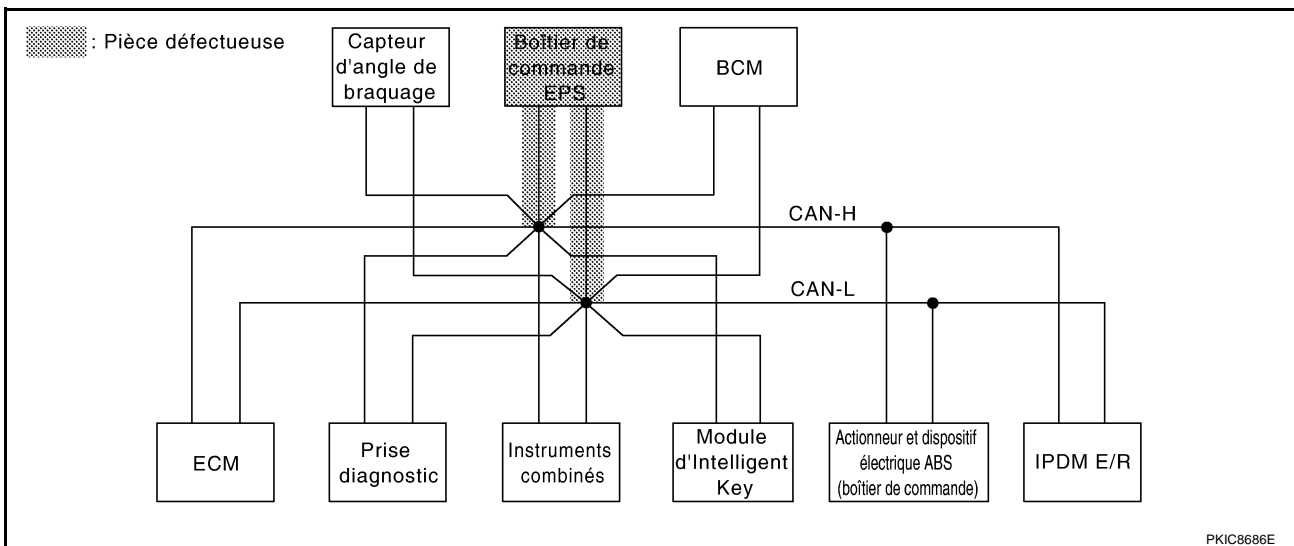 : Pièce défectueuse
Capteur
d'angle de
braquage
Boîtier de
commande
EPS
BCM
CAN-H
CAN-L
ECM
Prise
diagnostic
Instruments
combinés
Module
d'Intelligent
Key
Actionneur et dispositif
électrique ABS
(boîtier de commande)
IPDM E/R
PKIC8686E